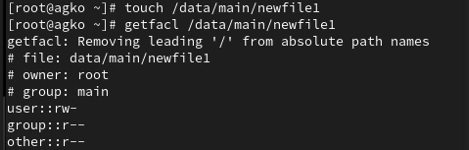 [root@agko ~]# touch /data/main/newfile1
[root@agko ~]# getfacl /data/main/newfile1
getfacl: Removing leading '/' from absolute path names
# file: data/main/newfile1
# owner: root
# group: main
user::rw-
group::r--
other::r--